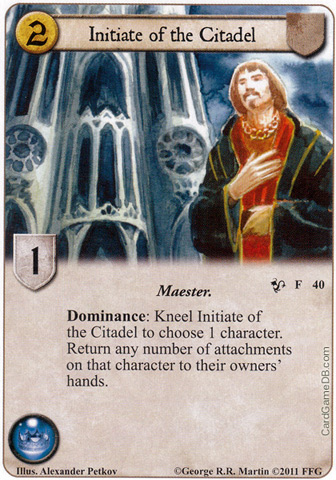 2
Initiate of the Citadel
1
Maester.
F 40
Dominance: Kneel Initiate of
the Citadel to choose 1 character.
Return any number of attachments
on that character to their owners'
hands.
CardGameDB.com
Illus. Alexander Petkov
©George R.R. Martin ©2011 FFG